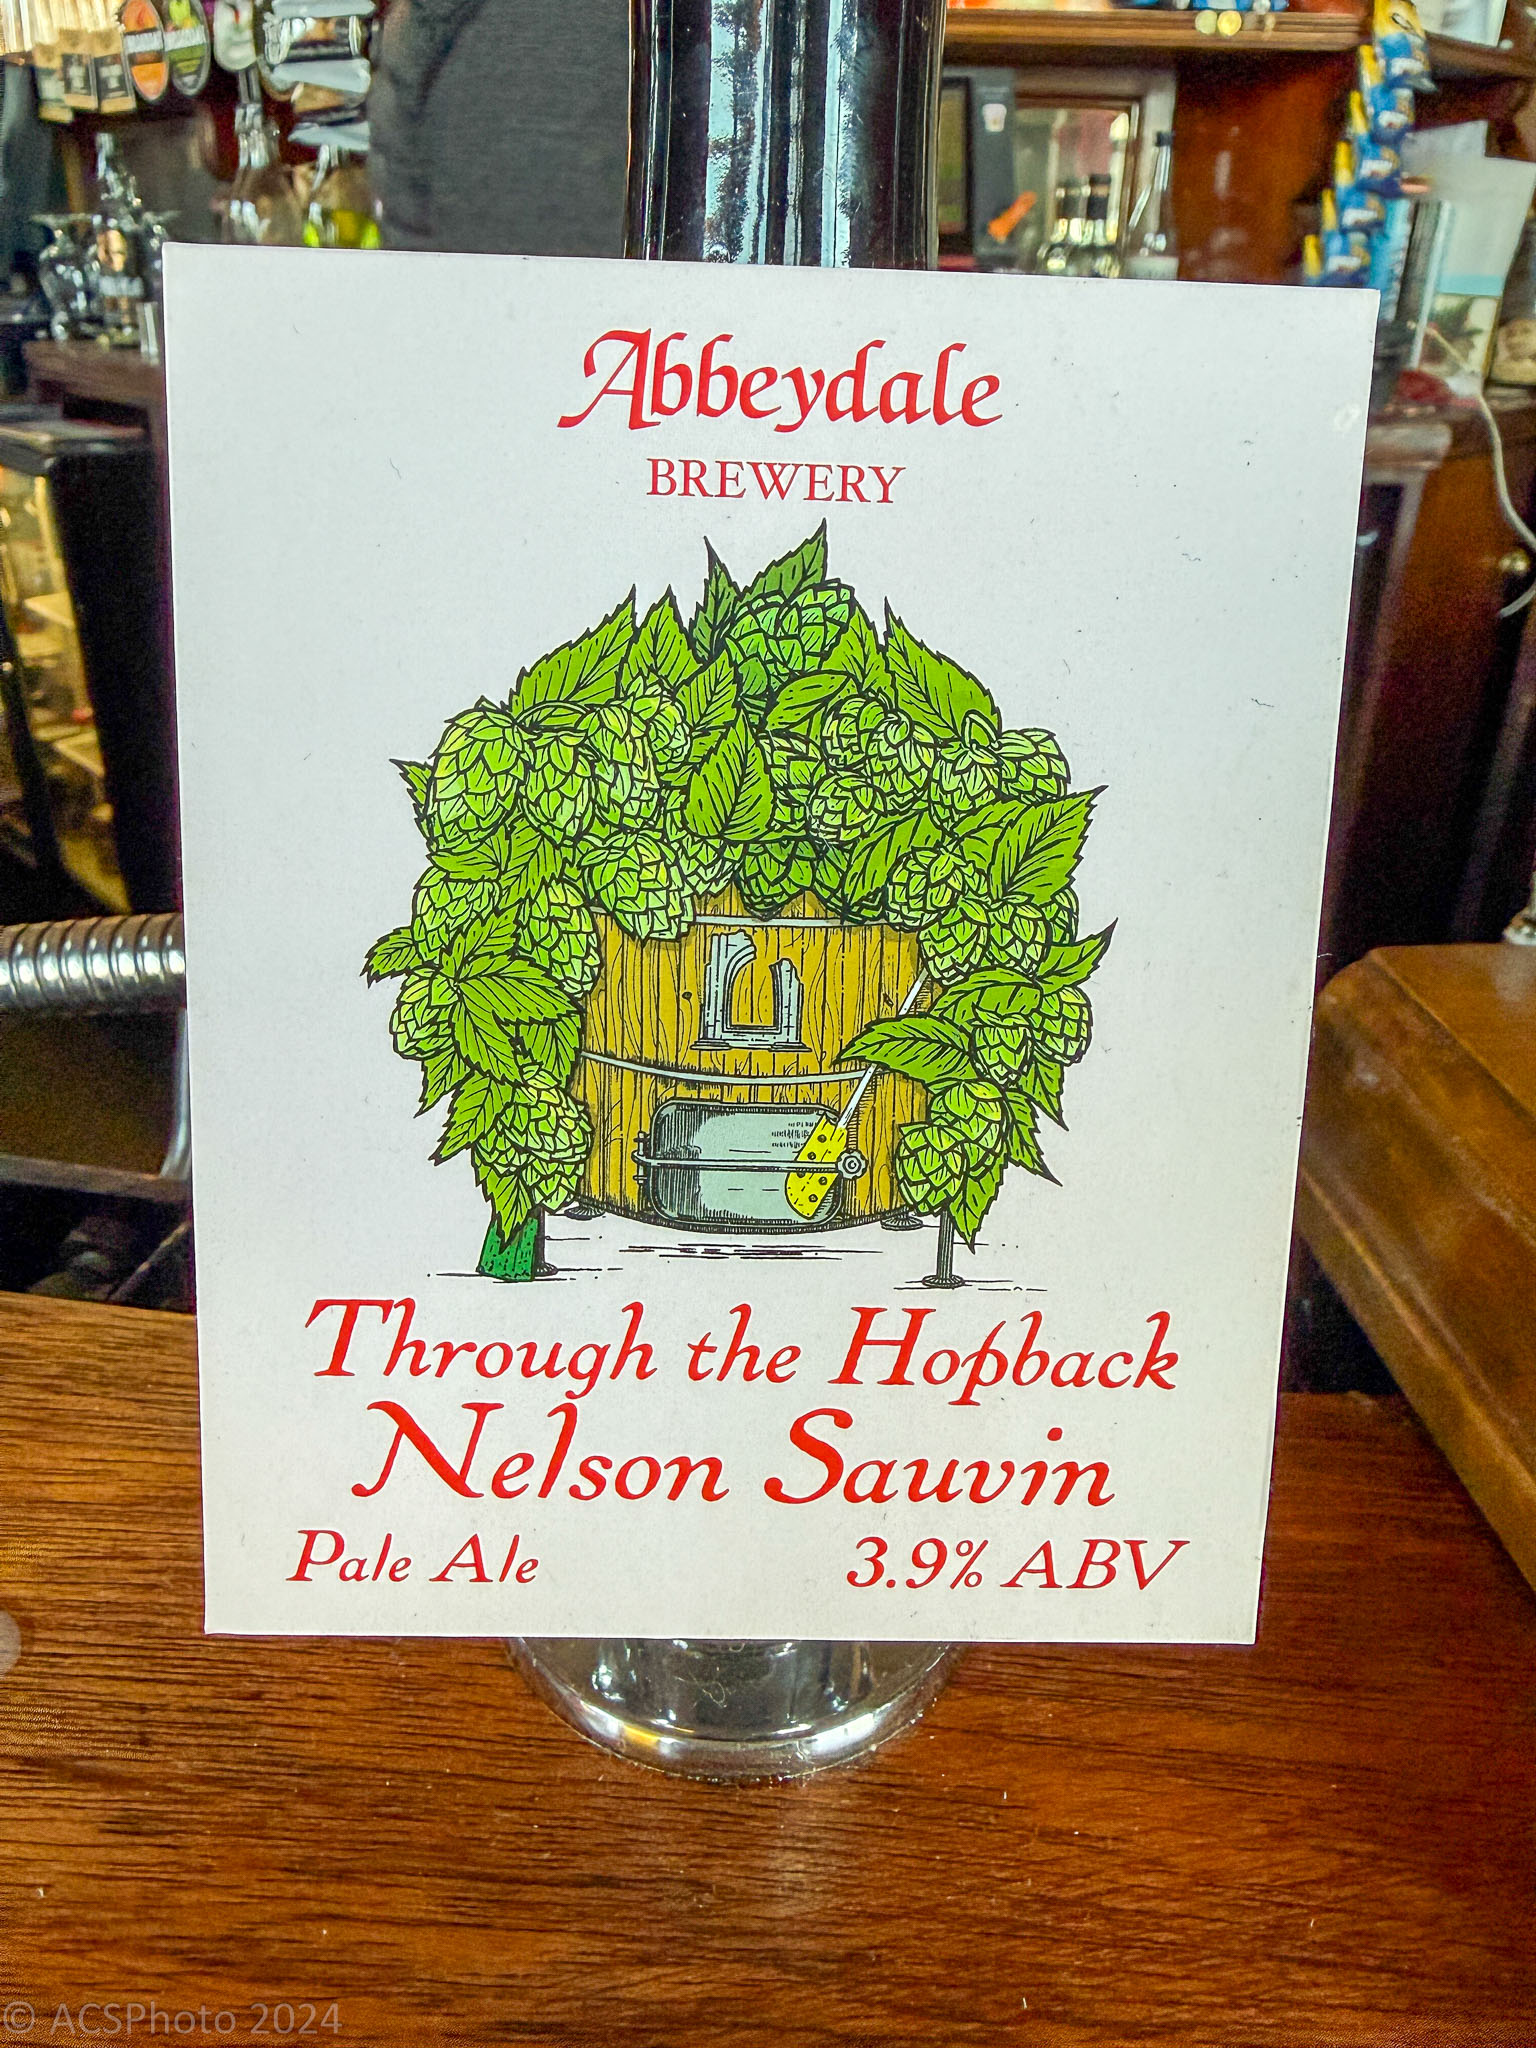 Abbeydale
BREWERY
Through the Hopback
Nelson Sauvin
Pale Ale 3.9% ABV
© ACSPhoto 2024